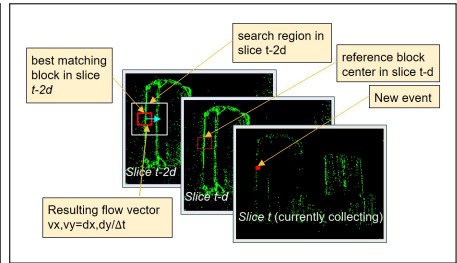 search region in
slice t-2d
best matching
block in slice
t-2d
reference block
center in slice t-d
New event
Slice t-2d
Slice t-d
Slice t (currently collecting)
Resulting flow vector
vx,vy=dx,dy/Δt